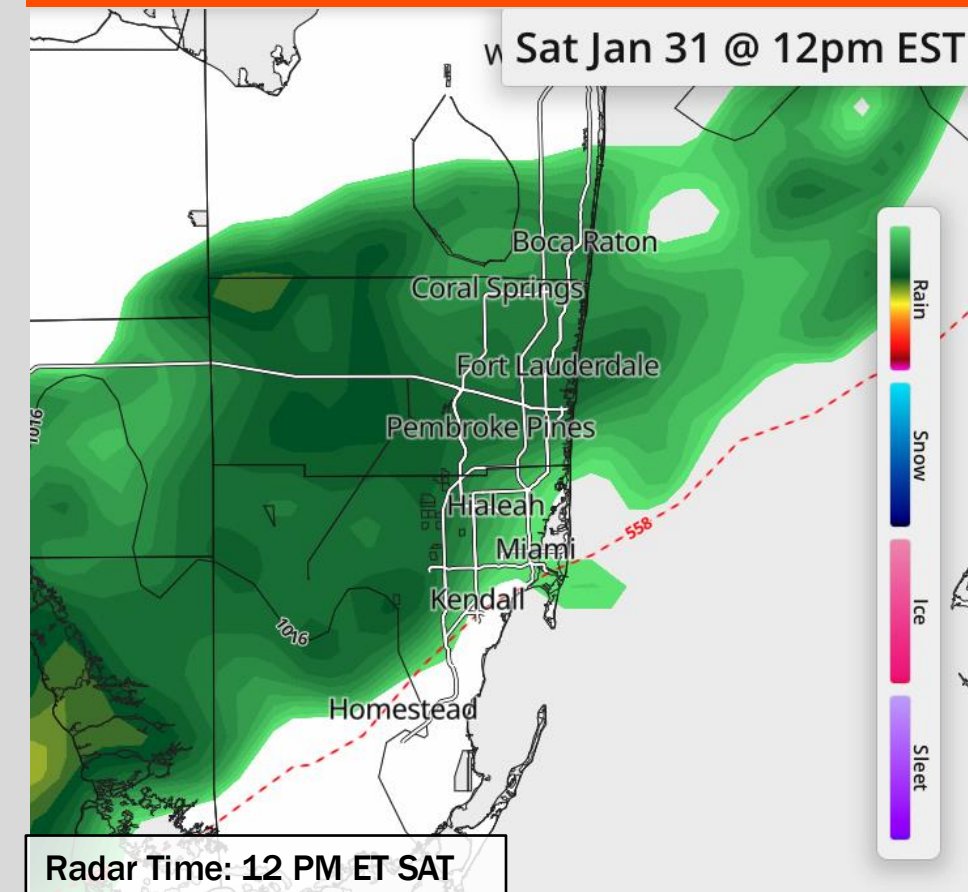 W
Sat Jan 31 @ 12pm EST
Boca Raton
Coral Springs
Rain
Fort Lauderdale
1016
Pembroke Pines
Snow
Hialeah
558
Miami
Kendall
Ice
1016
Homestead
Sleet
Radar Time: 12 PM ET SAT